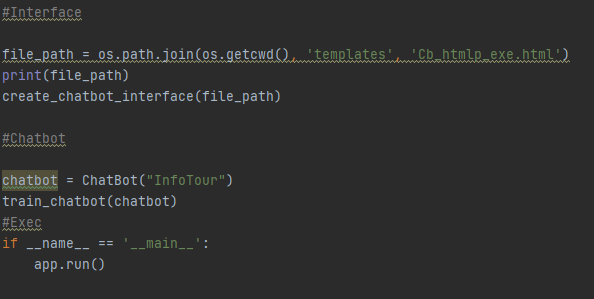 #Interface
file_path = os.path.join(os.getcwd(), 'templates', 'Cb_htmlp_exe.html')
print(file_path)
create_chatbot_interface(file_path)
#Chatbot
chatbot = ChatBot("InfoTour")
train_chatbot(chatbot)
#Exec
if __name__ == '__main__':
    app.run()